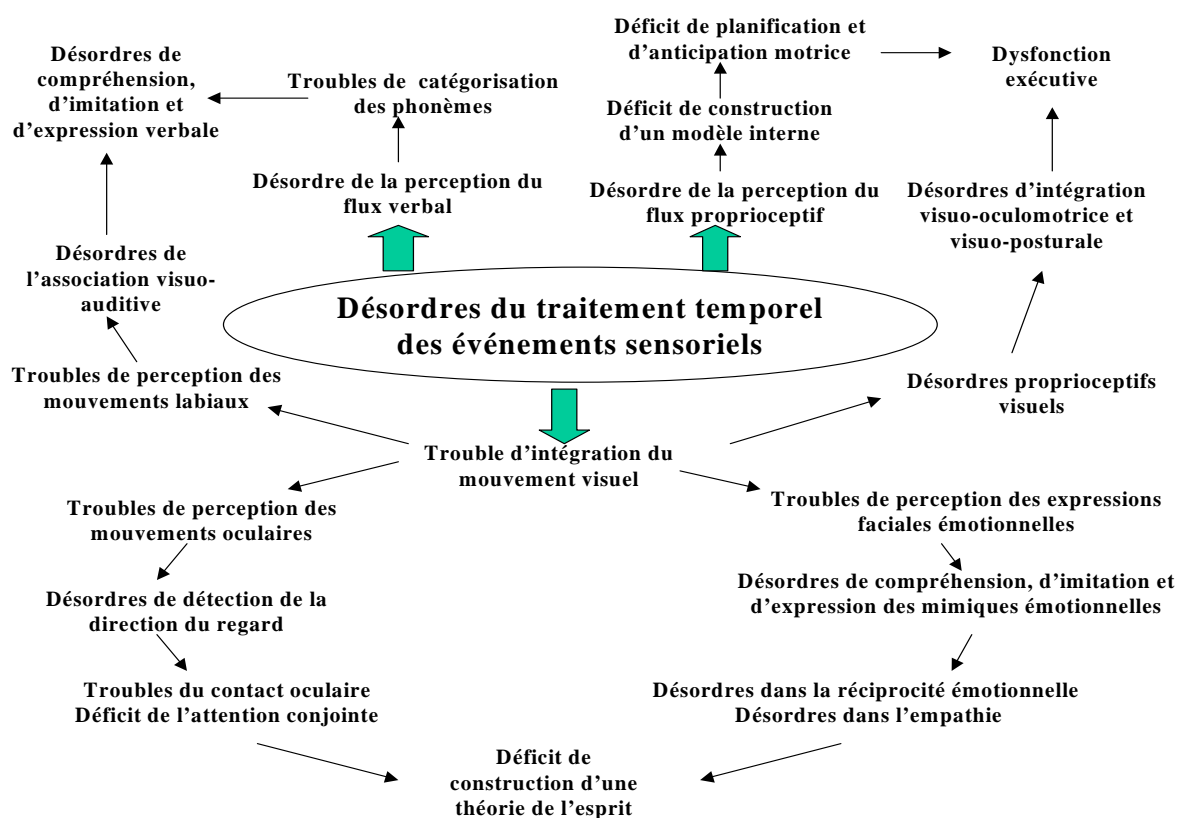 Déficit de planification et
d'anticipation motrice
Désordres de
compréhension,
d'imitation et
d'expression verbale
Troubles de catégorisation
des phonèmes
Dysfonction
exécutive
Déficit de construction
d'un modèle interne
Désordre de la perception du
flux verbal
Désordre de la perception du
flux proprioceptif
Désordres d'intégration
visuo-oculomotrice et
visuo-posturale
Désordres de
l'association visuo-
auditive
Désordres du traitement temporel
des événements sensoriels
Troubles de perception des
mouvements labiaux
Désordres proprioceptifs
visuels
Trouble d'intégration du
mouvement visuel
Troubles de perception des
mouvements oculaires
Troubles de perception des expressions
faciales émotionnelles
Désordres de détection de la
direction du regard
Désordres de compréhension, d'imitation et
d'expression des mimiques émotionnelles
Troubles du contact oculaire
Déficit de l'attention conjointe
Désordres dans la réciprocité émotionnelle
Désordres dans l'empathie
Déficit de
construction d'une
théorie de l'esprit